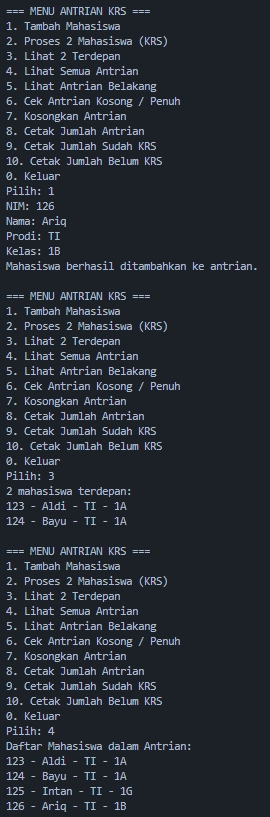 === MENU ANTRIAN KRS ===
1. Tambah Mahasiswa
2. Proses 2 Mahasiswa (KRS)
3. Lihat 2 Terdepan
4. Lihat Semua Antrian
5. Lihat Antrian Belakang
6. Cek Antrian Kosong / Penuh
7. Kosongkan Antrian
8. Cetak Jumlah Antrian
9. Cetak Jumlah Sudah KRS
10. Cetak Jumlah Belum KRS
0. Keluar
Pilih: 1
NIM: 126
Nama: Ariq
Prodi: TI
Kelas: 1B
Mahasiswa berhasil ditambahkan ke antrian.

=== MENU ANTRIAN KRS ===
1. Tambah Mahasiswa
2. Proses 2 Mahasiswa (KRS)
3. Lihat 2 Terdepan
4. Lihat Semua Antrian
5. Lihat Antrian Belakang
6. Cek Antrian Kosong / Penuh
7. Kosongkan Antrian
8. Cetak Jumlah Antrian
9. Cetak Jumlah Sudah KRS
10. Cetak Jumlah Belum KRS
0. Keluar
Pilih: 3
2 mahasiswa terdepan:
123 - Aldi - TI - 1A
124 - Bayu - TI - 1A

=== MENU ANTRIAN KRS ===
1. Tambah Mahasiswa
2. Proses 2 Mahasiswa (KRS)
3. Lihat 2 Terdepan
4. Lihat Semua Antrian
5. Lihat Antrian Belakang
6. Cek Antrian Kosong / Penuh
7. Kosongkan Antrian
8. Cetak Jumlah Antrian
9. Cetak Jumlah Sudah KRS
10. Cetak Jumlah Belum KRS
0. Keluar
Pilih: 4
Daftar Mahasiswa dalam Antrian:
123 - Aldi - TI - 1A
124 - Bayu - TI - 1A
125 - Intan - TI - 1G
126 - Ariq - TI - 1B